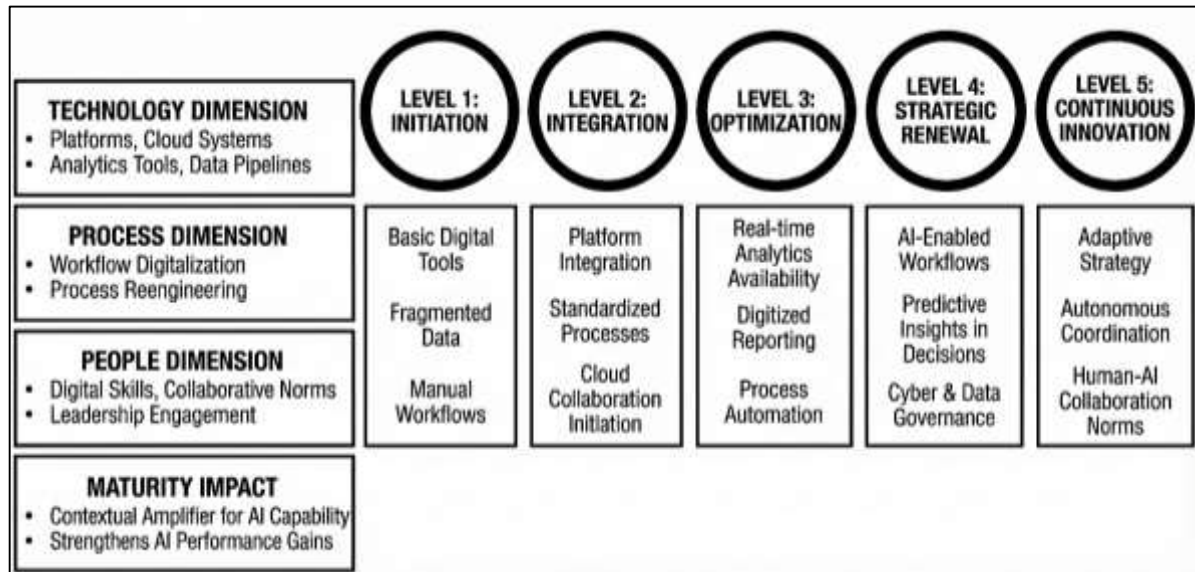 TECHNOLOGY DIMENSION
• Platforms, Cloud Systems
• Analytics Tools, Data Pipelines
PROCESS DIMENSION
• Workflow Digitalization
• Process Reengineering
PEOPLE DIMENSION
• Digital Skills, Collaborative Norms
• Leadership Engagement
MATURITY IMPACT
• Contextual Amplifier for AI Capability
• Strengthens AI Performance Gains
LEVEL 1:
INITIATION
Basic Digital
Tools
Fragmented
Data
Manual
Workflows
LEVEL 2:
INTEGRATION
Platform
Integration
Standardized
Processes
Cloud
Collaboration
Initiation
LEVEL 3:
OPTIMIZATION
Real-time
Analytics
Availability
Digitized
Reporting
Process
Automation
LEVEL 4:
STRATEGIC
RENEWAL
AI-Enabled
Workflows
Predictive
Insights in
Decisions
Cyber & Data
Governance
LEVEL 5:
CONTINUOUS
INNOVATION
Adaptive
Strategy
Autonomous
Coordination
Human-AI
Collaboration
Norms